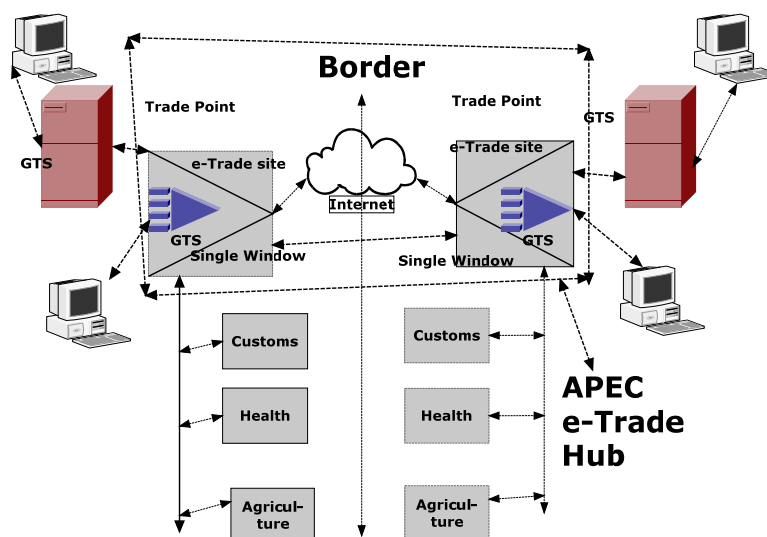 Border
Trade Point
Trade Point
GTS
GTS
e-Trade site
e-Trade site
Internet
GTS
GTS
Single Window
Single Window
Customs
Customs
Health
Health
APEC
e-Trade
Hub
Agricul-
ture
Agricul-
ture